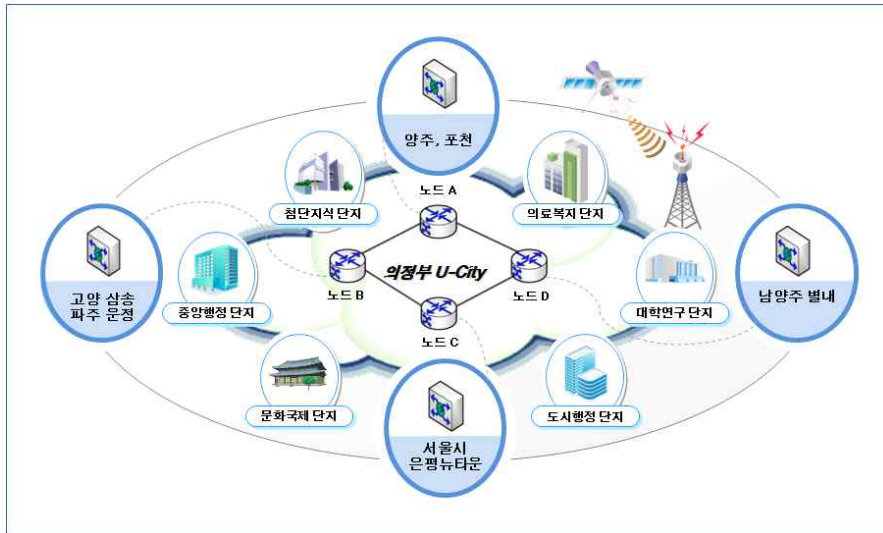 양주, 포천
첨단지식 단지
노드 A
의료복지 단지
의정부 U-City
고양 삼송
파주 문정
중앙행정 단지
노드 B
노드 D
대학연구 단지
남양주 별내
노드 C
문화국제 단지
도시행정 단지
서울시
은평뉴타운